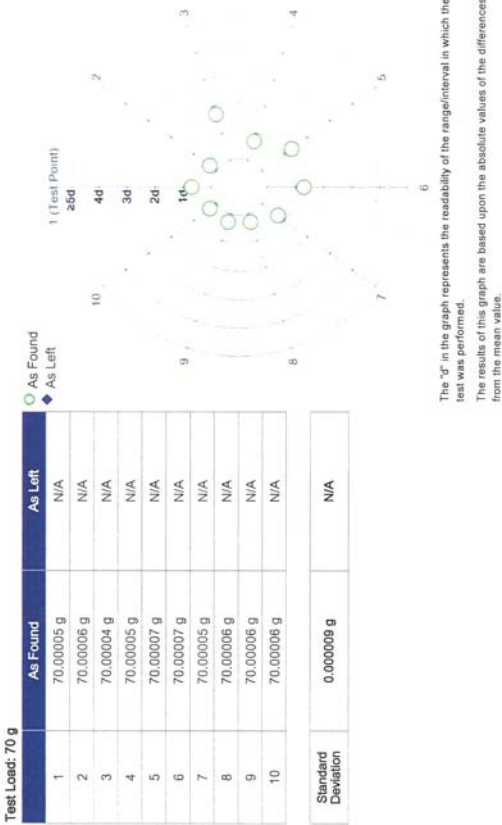 Test Load: 70 g
As Found As Left
1 70.00005 g N/A
2 70.00006 g N/A
3 70.00004 g N/A
4 70.00005 g N/A
5 70.00007 g N/A
6 70.00007 g N/A
7 70.00005 g N/A
8 70.00006 g N/A
9 70.00006 g N/A
10 70.00006 g N/A
Standard
Deviation 0.000009 g N/A
As Found
As Left
1 (Test Point)
≥5d
4d
3d
2d
1d
2
3
4
5
6
7
8
9
10
The "d" in the graph represents the readability of the range/interval in which the
test was performed.
The results of this graph are based upon the absolute values of the differences
from the mean value.